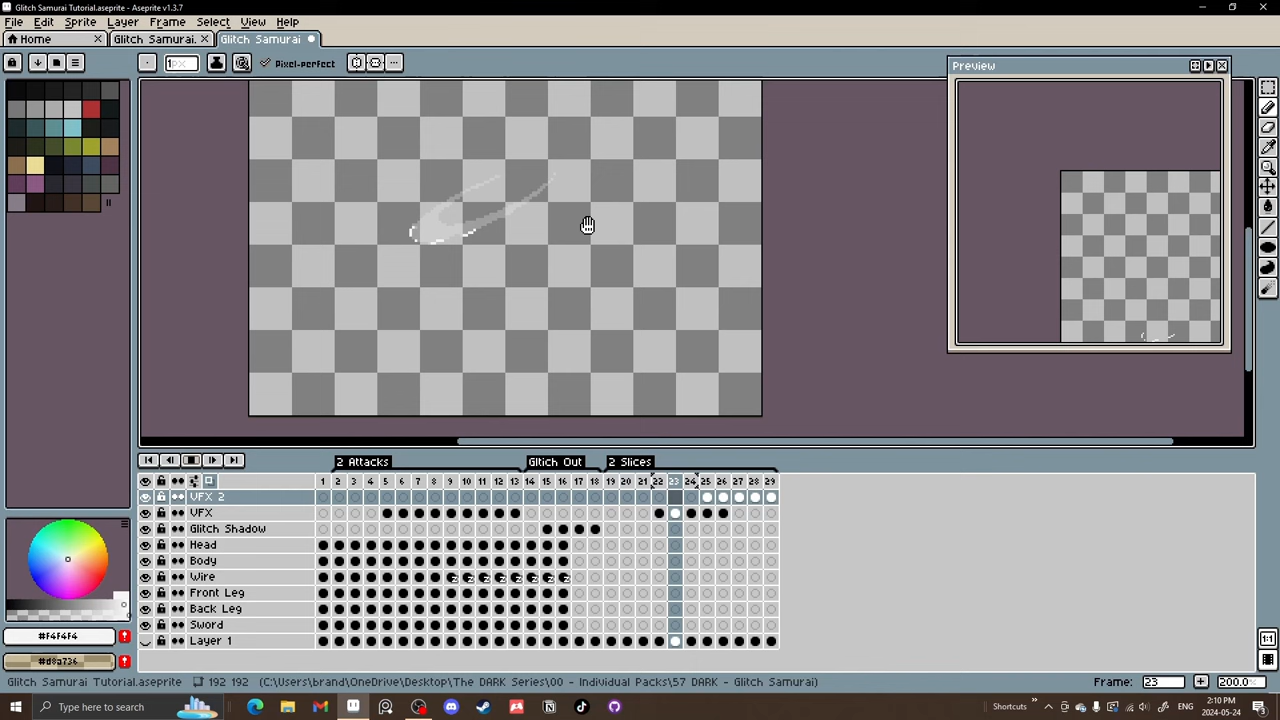 Glitch Samurai Tutorial.aseprite - Aseprite v1.3.7
File Edit Sprite Layer Frame Select View Help
Home Glitch Samurai. Glitch Samurai
1px Pixel-perfect
Preview
2 Attacks Gltich Out 2 Slices
1 2 3 4 5 6 7 8 9 10 11 12 13 14 15 16 17 18 19 20 21 22 23 24 25 26 27 28 29
VFX 2
VFX
Glitch Shadow
Head
Body
Wire
Front Leg
Back Leg
Sword
Layer 1
#f4f4f4
#d8a736
1:1
Glitch Samurai Tutorial.aseprite 192 192 (C:\Users\brand\OneDrive\Desktop\The DARK Series\00 - Individual Packs\57 DARK - Glitch Samurai) Frame: 23 200.0%
Type here to search Shortcuts 2:10 PM
2024-05-24